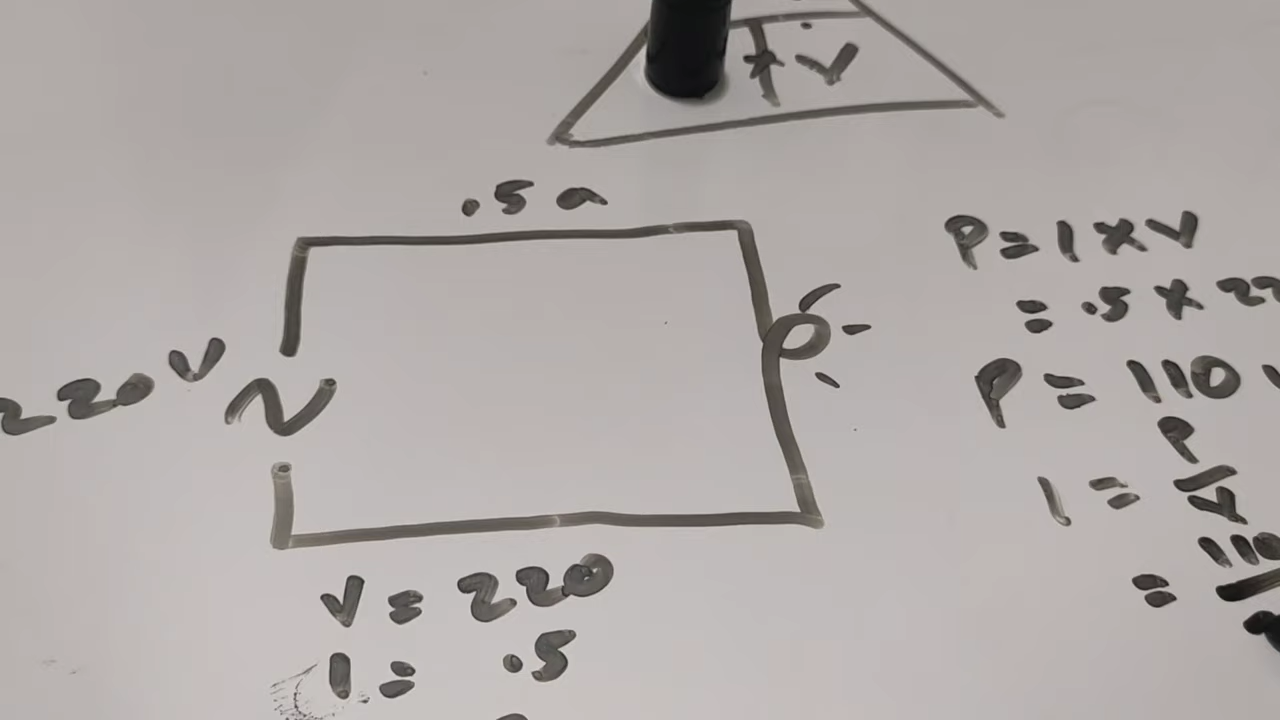 * V
.5 a
220 V
V = 220
I = .5
P = I × V
= .5 × 22
P = 110
I = P / V
= 110